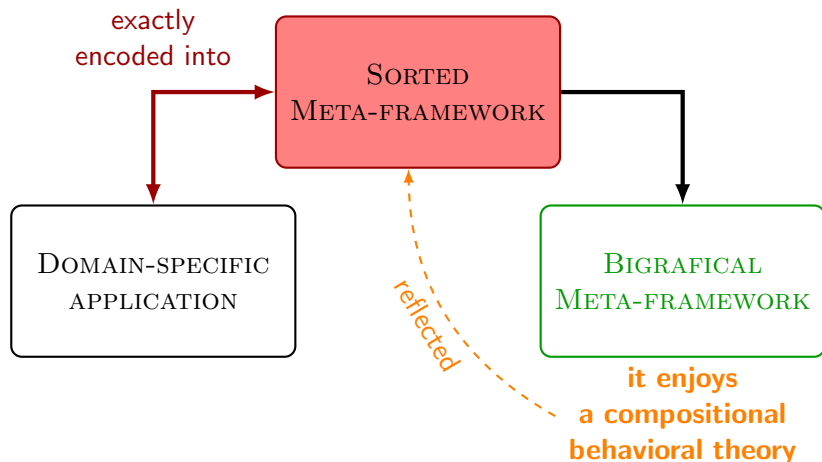 exactly
encoded into
Sorted
Meta-framework
Domain-specific
application
Bigrafical
Meta-framework
reflected
it enjoys
a compositional
behavioral theory